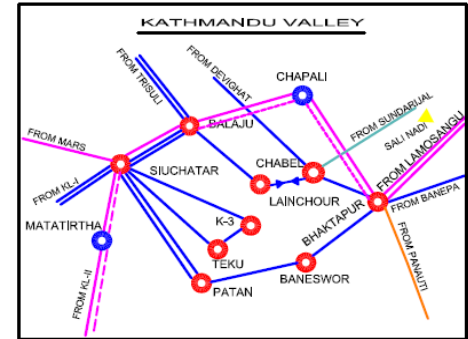 KATHMANDU VALLEY
FROM TRISULI
FROM DEVIGHAT
CHAPALI
BALAJU
FROM SUNDARIJAL
SALI NADI
FROM LAMOSANGU
FROM MARS
CHABEL
SIUCHATAR
LAINCHOUR
FROM KL-I
MATATIRTHA
K-3
BHAKTAPUR
FROM BANEPA
TEKU
BANESWOR
PATAN
FROM KL-II
FROM PANAUTI